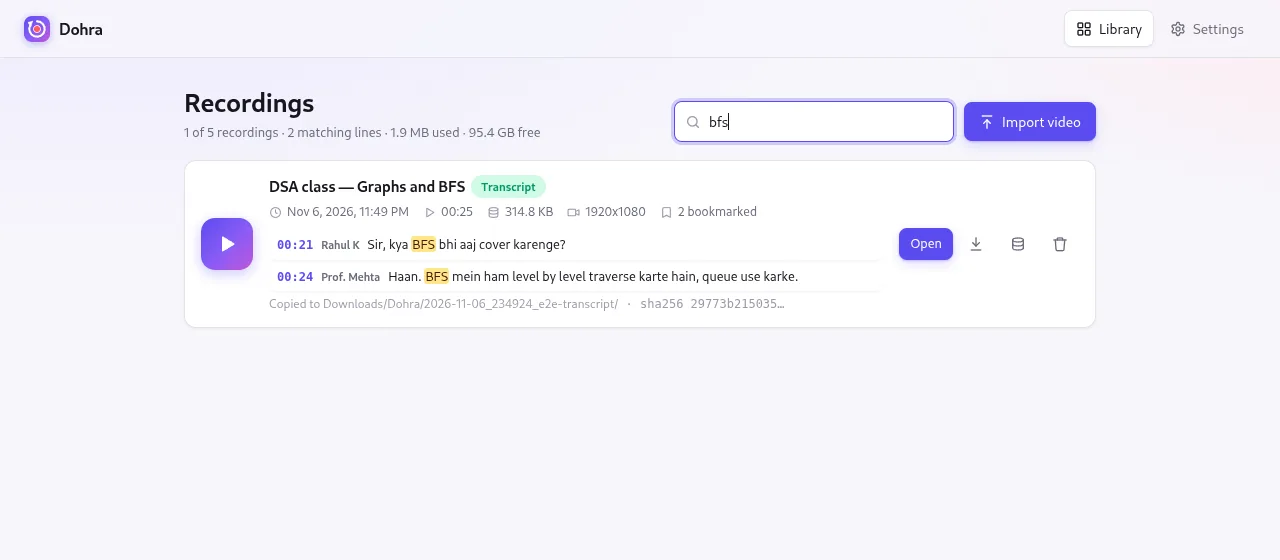 Dohra
Library
Settings
Recordings
1 of 5 recordings · 2 matching lines · 1.9 MB used · 95.4 GB free
bfs
Import video
DSA class — Graphs and BFS Transcript
Nov 6, 2026, 11:49 PM 00:25 314.8 KB 1920x1080 2 bookmarked
00:21 Rahul K Sir, kya BFS bhi aaj cover karenge?
Open
00:24 Prof. Mehta Haan. BFS mein ham level by level traverse karte hain, queue use karke.
Copied to Downloads/Dohra/2026-11-06_234924_e2e-transcript/ · sha256 29773b215035…